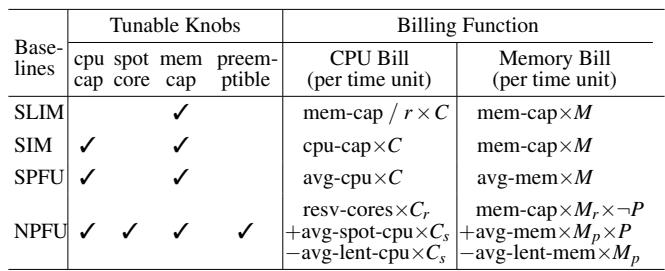 Tunable Knobs Billing Function
Base-lines cpu cap spot core mem cap preem-ptible CPU Bill (per time unit) Memory Bill (per time unit)
SLIM ✓ mem-cap / r×C mem-cap×M
SIM ✓ ✓ cpu-cap×C mem-cap×M
SPFU ✓ ✓ avg-cpu×C avg-mem×M
resv-cores×Cr mem-cap×Mr×¬P
NPFU ✓ ✓ ✓ ✓ +avg-spot-cpu×Cs +avg-mem×Mp×P
−avg-lent-cpu×Cs −avg-lent-mem×Mp